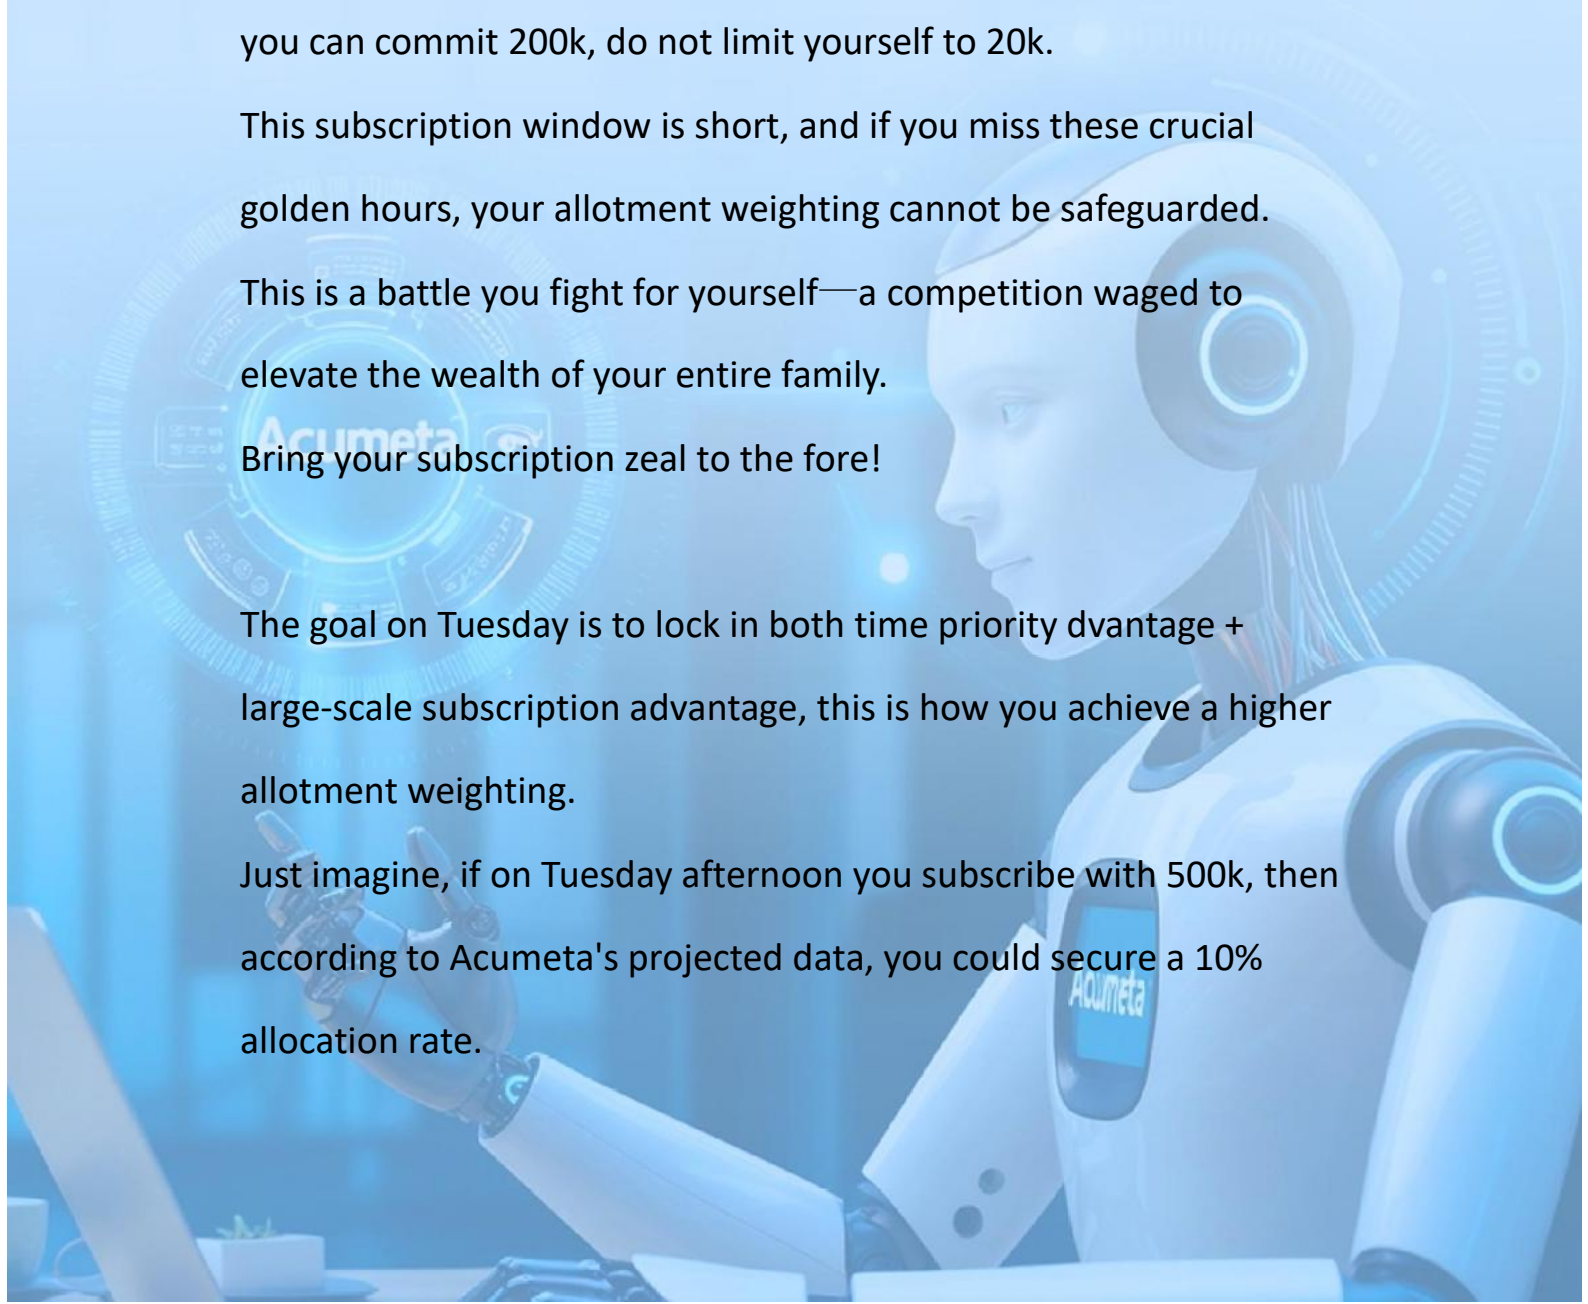 you can commit 200k, do not limit yourself to 20k.
This subscription window is short, and if you miss these crucial
golden hours, your allotment weighting cannot be safeguarded.
This is a battle you fight for yourself—a competition waged to
elevate the wealth of your entire family.
Acumeta
Bring your subscription zeal to the fore!
The goal on Tuesday is to lock in both time priority dvantage +
large-scale subscription advantage, this is how you achieve a higher
allotment weighting.
Just imagine, if on Tuesday afternoon you subscribe with 500k, then
according to Acumeta's projected data, you could secure a 10%
Acumeta
allocation rate.